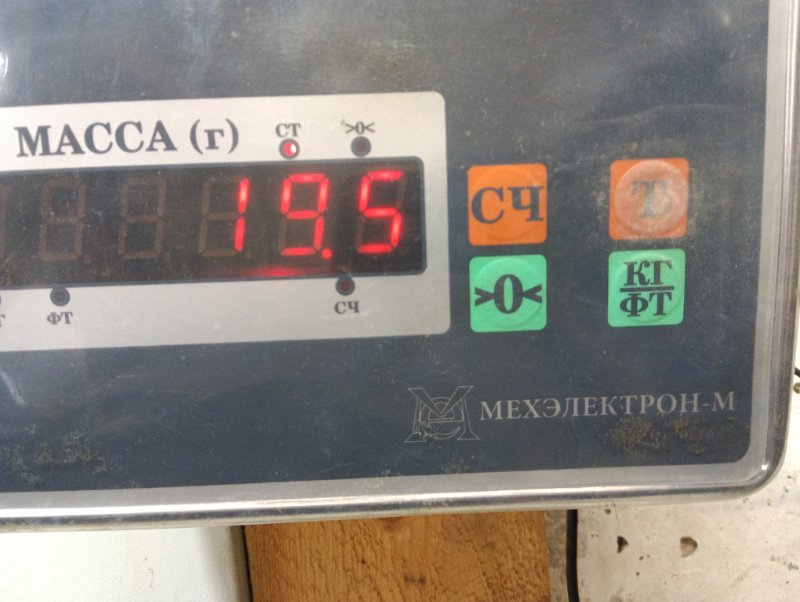 МАССА (г)
СТ
>0<
19.5
СЧ
Т
ФТ
СЧ
>0<
КГ
ФТ
МЕХЭЛЕКТРОН-М